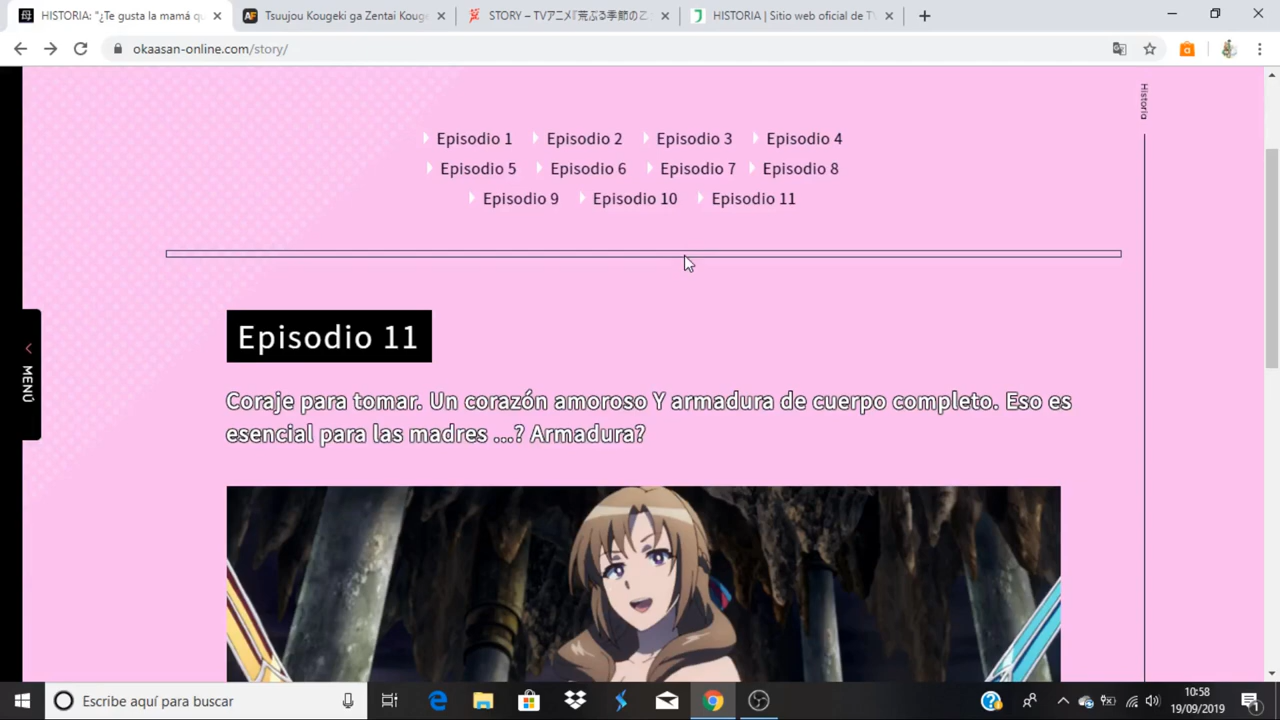 HISTORIA: "¿Te gusta la mamá qu
Tsuujou Kougeki ga Zentai Kouge
STORY – TVアニメ『荒ぶる季節の乙
HISTORIA | Sitio web oficial de TV
okaasan-online.com/story/
Historia
Episodio 1 Episodio 2 Episodio 3 Episodio 4
Episodio 5 Episodio 6 Episodio 7 Episodio 8
Episodio 9 Episodio 10 Episodio 11
MENÚ
Episodio 11
Coraje para tomar. Un corazón amoroso Y armadura de cuerpo completo. Eso es
esencial para las madres ...? Armadura?
Escribe aquí para buscar
10:58
19/09/2019